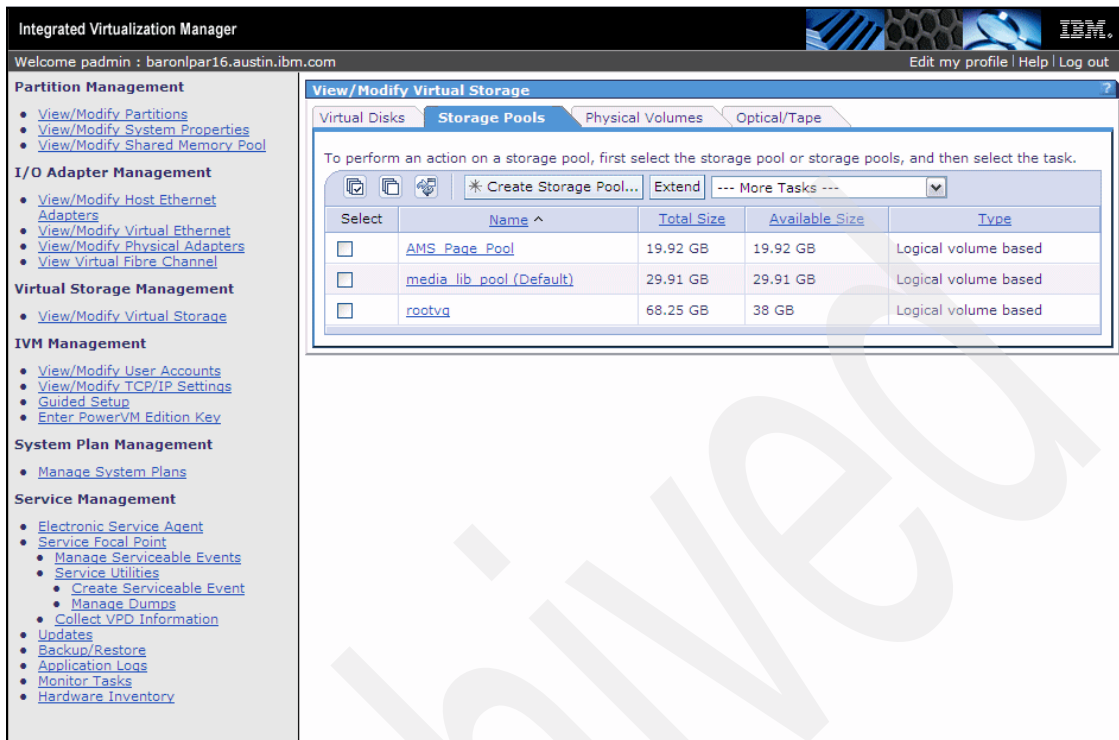 Integrated Virtualization Manager
IBM.
Welcome padmin : baronlpar16.austin.ibm.com
Edit my profile | Help | Log out
Partition Management
View/Modify Partitions
View/Modify System Properties
View/Modify Shared Memory Pool
I/O Adapter Management
View/Modify Host Ethernet
Adapters
View/Modify Virtual Ethernet
View/Modify Physical Adapters
View Virtual Fibre Channel
Virtual Storage Management
View/Modify Virtual Storage
IVM Management
View/Modify User Accounts
View/Modify TCP/IP Settings
Guided Setup
Enter PowerVM Edition Key
System Plan Management
Manage System Plans
Service Management
Electronic Service Agent
Service Focal Point
Manage Serviceable Events
Service Utilities
Create Serviceable Event
Manage Dumps
Collect VPD Information
Updates
Backup/Restore
Application Logs
Monitor Tasks
Hardware Inventory
View/Modify Virtual Storage ?
Virtual Disks Storage Pools Physical Volumes Optical/Tape
To perform an action on a storage pool, first select the storage pool or storage pools, and then select the task.
Create Storage Pool... Extend --- More Tasks ---
Select Name ^ Total Size Available Size Type
AMS_Page_Pool 19.92 GB 19.92 GB Logical volume based
media_lib_pool (Default) 29.91 GB 29.91 GB Logical volume based
rootvg 68.25 GB 38 GB Logical volume based
hived